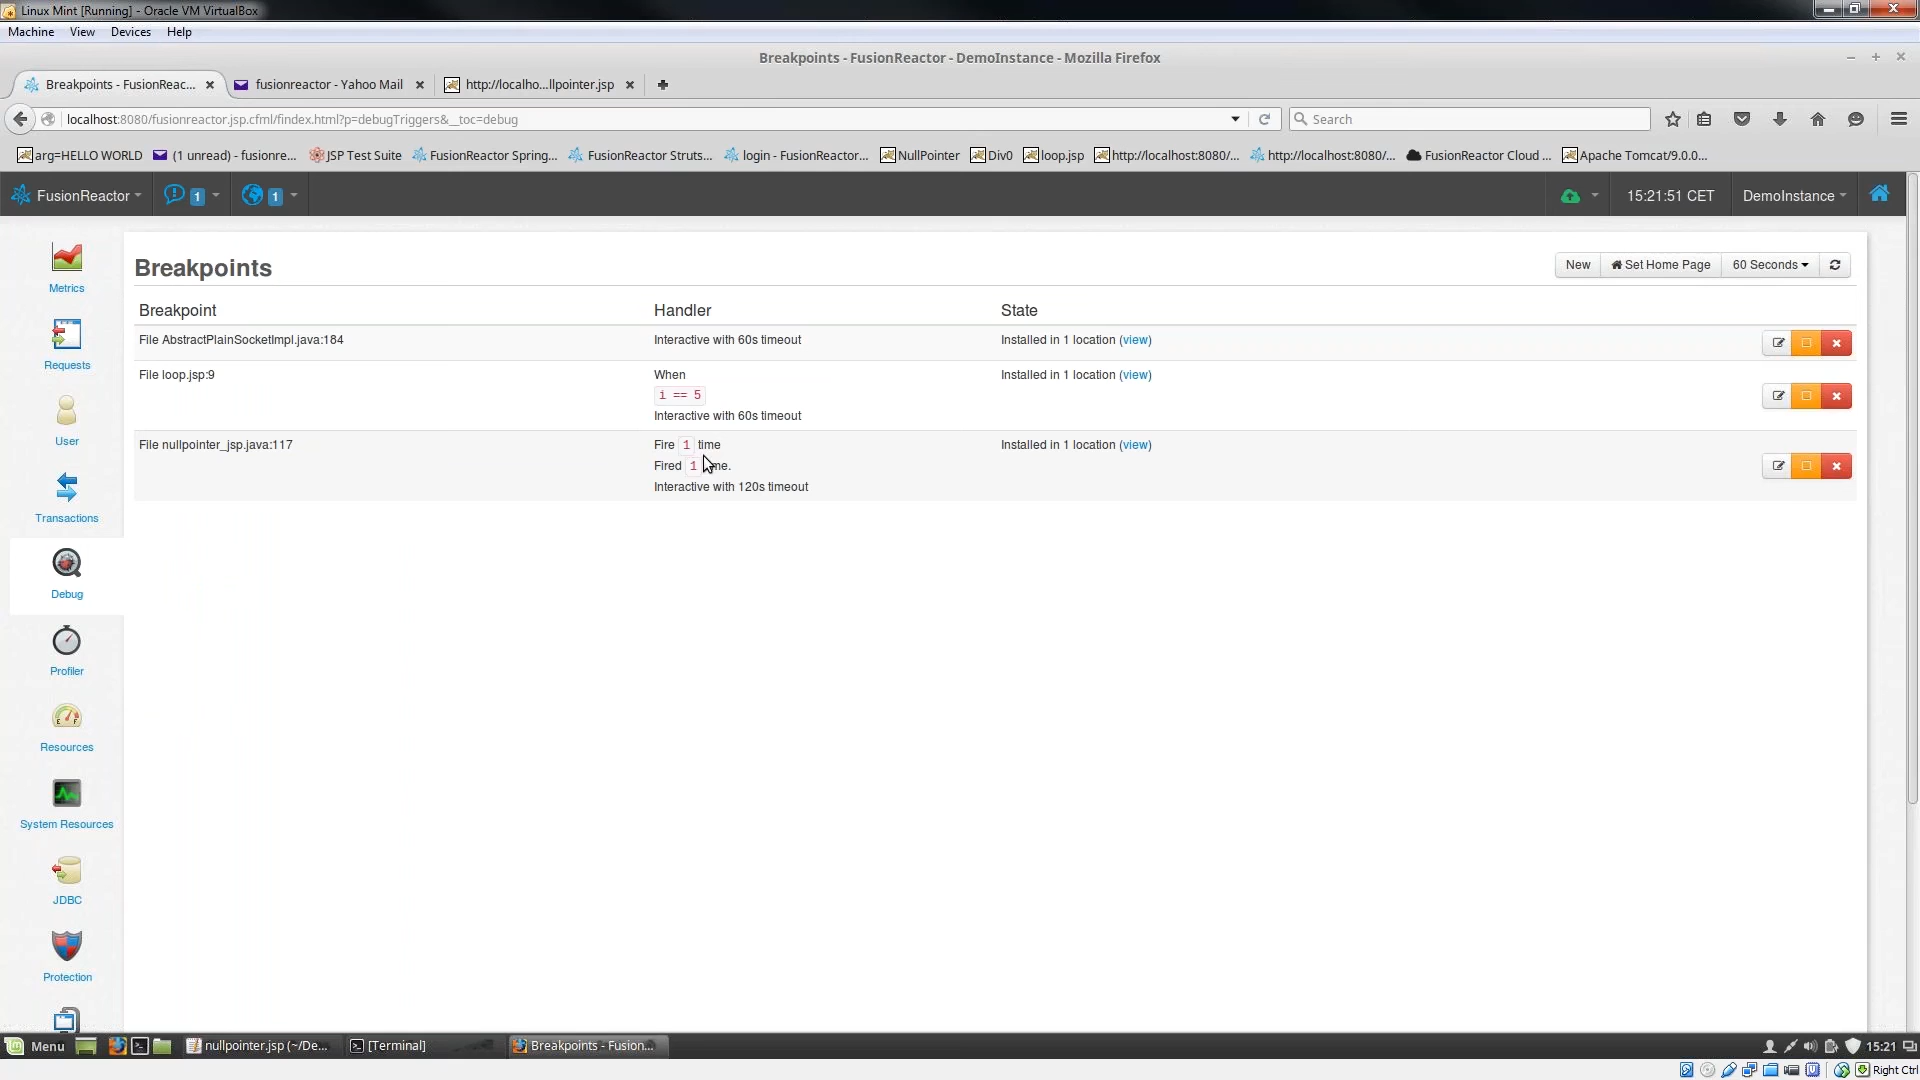 Linux Mint [Running] - Oracle VM VirtualBox
Machine View Devices Help
Breakpoints - FusionReactor - DemoInstance - Mozilla Firefox
Breakpoints - FusionReac... fusionreactor - Yahoo Mail http://localho...llpointer.jsp
localhost:8080/fusionreactor.jsp.cfml/findex.html?p=debugTriggers&__toc=debug Search
arg=HELLO WORLD (1 unread) - fusionre... JSP Test Suite FusionReactor Spring... FusionReactor Struts... login - FusionReactor... NullPointer Div0 loop.jsp http://localhost:8080/... http://localhost:8080/... FusionReactor Cloud ... Apache Tomcat/9.0.0...
FusionReactor 1 1 15:21:51 CET DemoInstance
Metrics
Requests
User
Transactions
Debug
Profiler
Resources
System Resources
JDBC
Protection
Breakpoints
New Set Home Page 60 Seconds
Breakpoint Handler State
File AbstractPlainSocketImpl.java:184 Interactive with 60s timeout Installed in 1 location (view)
File loop.jsp:9 When Installed in 1 location (view)
i == 5
Interactive with 60s timeout
File nullpointer_jsp.java:117 Fire 1 time Installed in 1 location (view)
Fired 1 me.
Interactive with 120s timeout
Menu nullpointer.jsp (~/De... [Terminal] Breakpoints - Fusion... 15:21
Right Ctrl